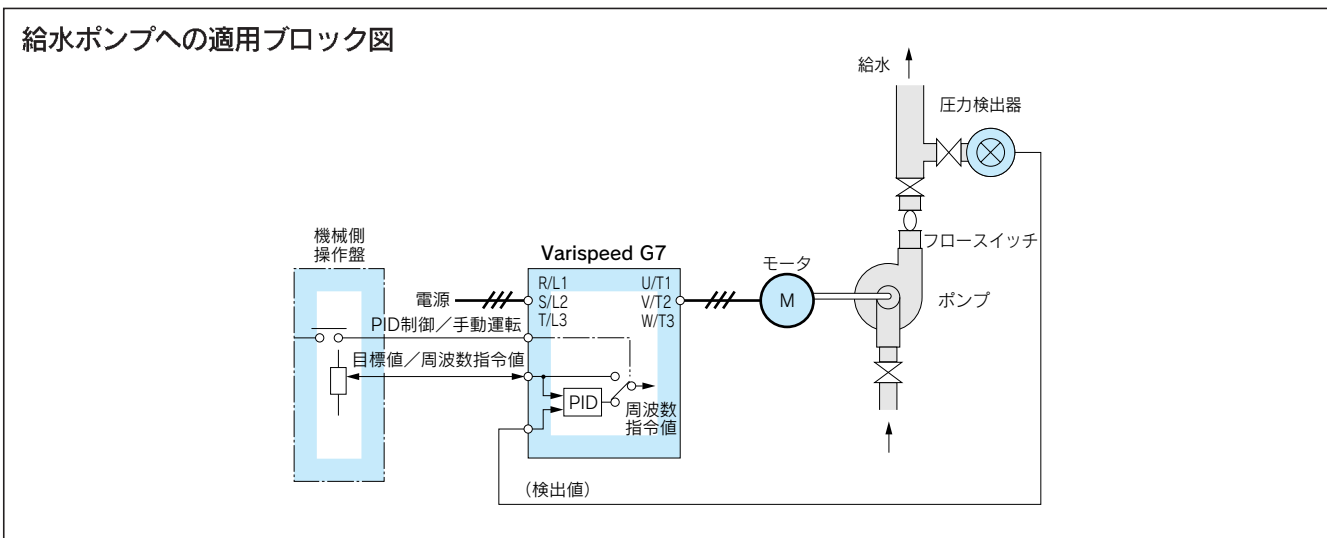 給水ポンプへの適用ブロック図
給水
圧力検出器
フロースイッチ
機械側
操作盤
Varispeed G7
モータ
電源
R/L1
S/L2
T/L3
U/T1
V/T2
W/T3
M
ポンプ
PID制御／手動運転
目標値／周波数指令値
PID
周波数
指令値
（検出値）